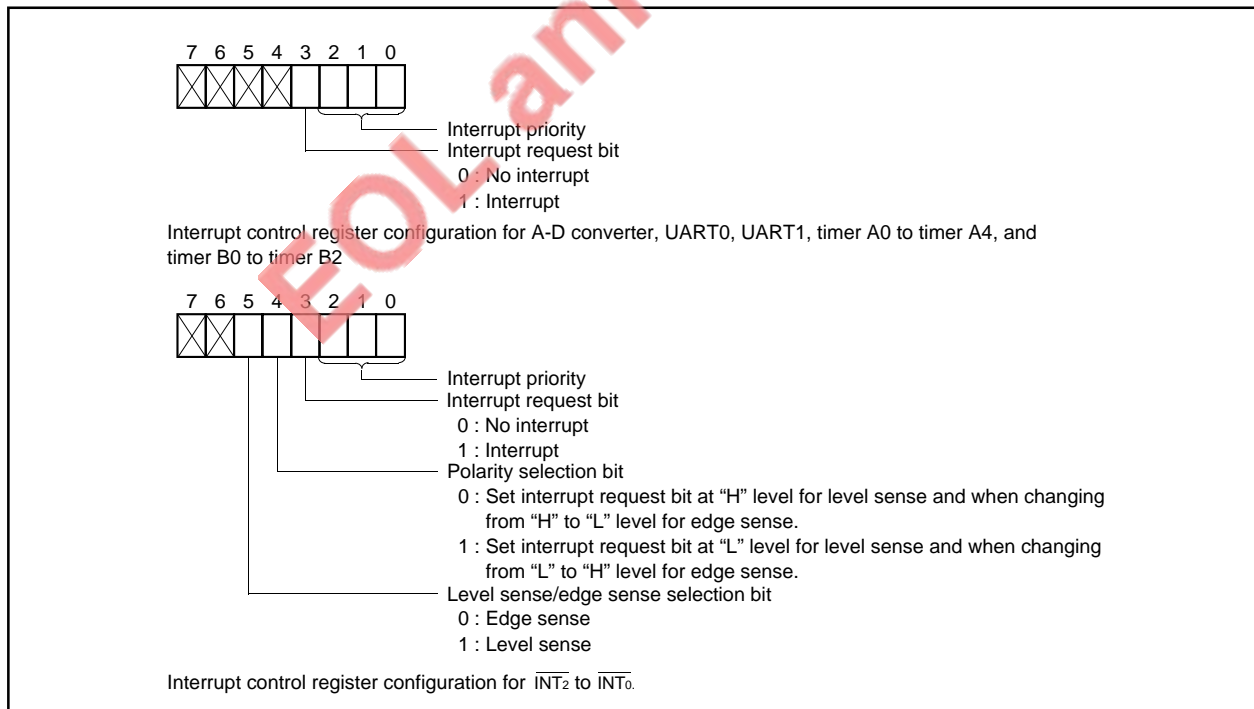 7 6 5 4 3 2 1 0
Interrupt priority
Interrupt request bit
0 : No interrupt
1 : Interrupt
Interrupt control register configuration for A-D converter, UART0, UART1, timer A0 to timer A4, and
timer B0 to timer B2
7 6 5 4 3 2 1 0
Interrupt priority
Interrupt request bit
0 : No interrupt
1 : Interrupt
Polarity selection bit
0 : Set interrupt request bit at “H” level for level sense and when changing
from “H” to “L” level for edge sense.
1 : Set interrupt request bit at “L” level for level sense and when changing
from “L” to “H” level for edge sense.
Level sense/edge sense selection bit
0 : Edge sense
1 : Level sense
Interrupt control register configuration for INT2 to INT0.
EOL